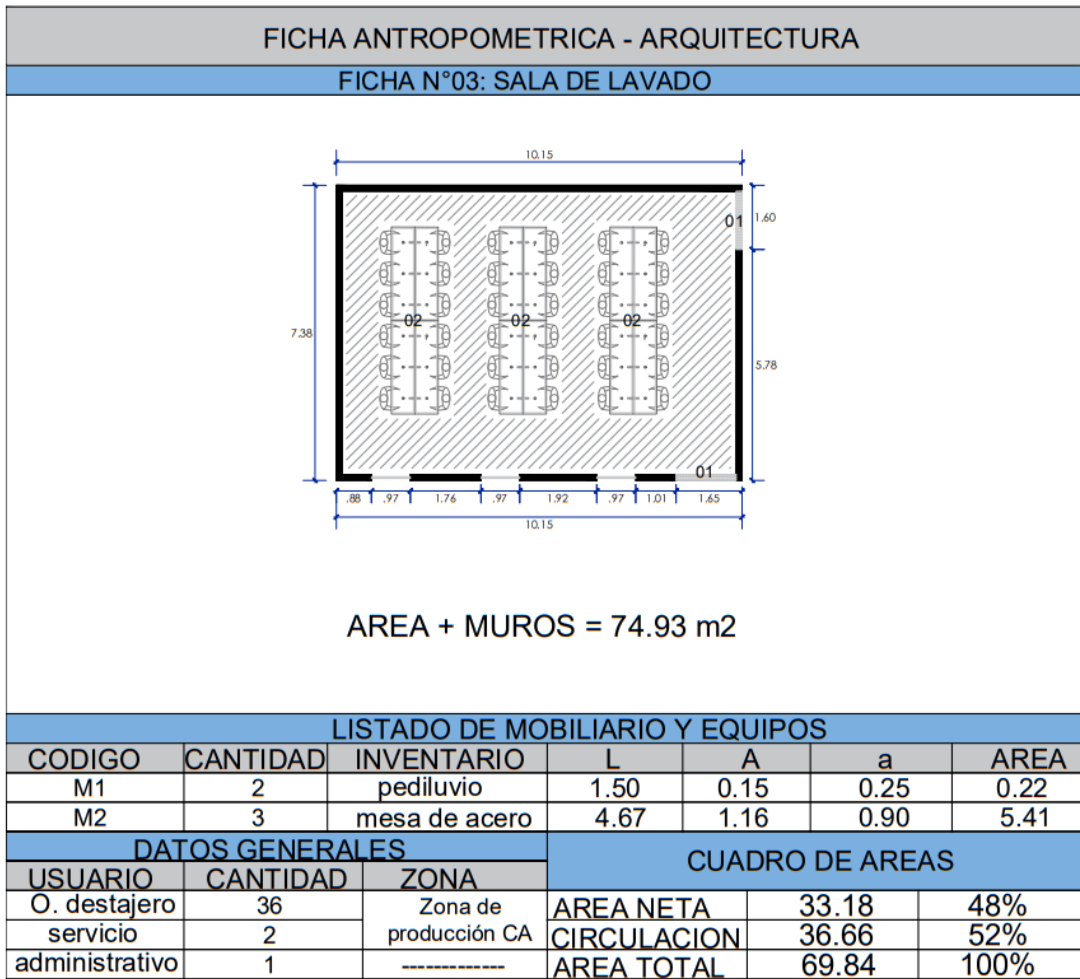 FICHA ANTROPOMETRICA - ARQUITECTURA
FICHA N°03: SALA DE LAVADO
10.15
01
1.60
7.38
02 02 02
5.78
01
.88 .97 1.76 .97 1.92 .97 1.01 1.65
10.15
AREA + MUROS = 74.93 m2
LISTADO DE MOBILIARIO Y EQUIPOS
CODIGO CANTIDAD INVENTARIO L A a AREA
M1 2 pediluvio 1.50 0.15 0.25 0.22
M2 3 mesa de acero 4.67 1.16 0.90 5.41
DATOS GENERALES CUADRO DE AREAS
USUARIO CANTIDAD ZONA
O. destajero 36 Zona de AREA NETA 33.18 48%
servicio 2 producción CA CIRCULACION 36.66 52%
administrativo 1 ------------- AREA TOTAL 69.84 100%